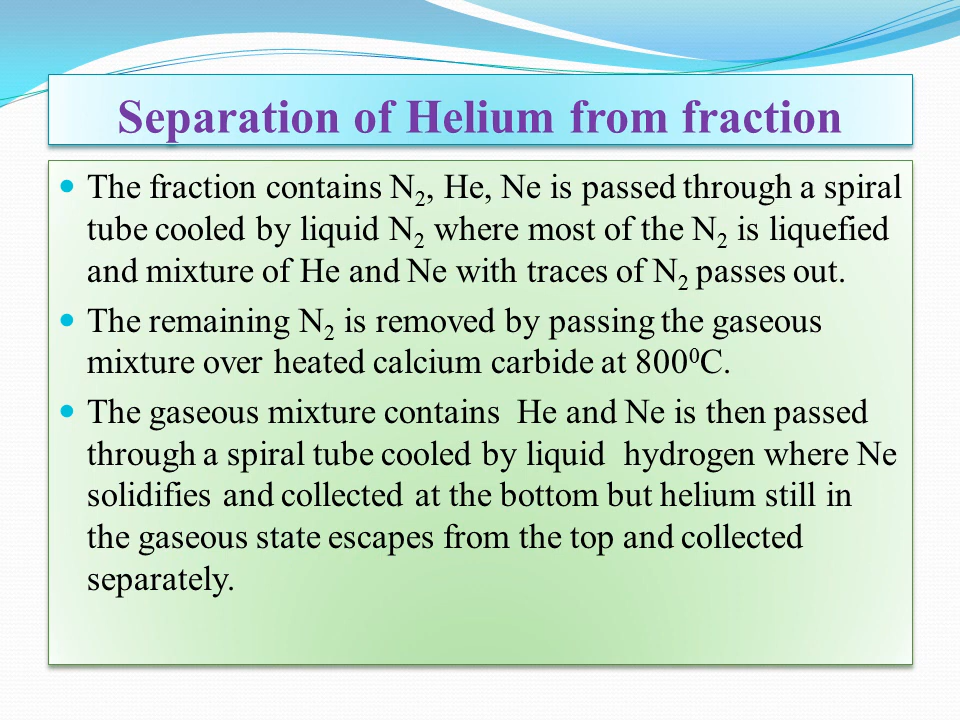 Separation of Helium from fraction
• The fraction contains N₂, He, Ne is passed through a spiral
tube cooled by liquid N₂ where most of the N₂ is liquefied
and mixture of He and Ne with traces of N₂ passes out.
• The remaining N₂ is removed by passing the gaseous
mixture over heated calcium carbide at 800⁰C.
• The gaseous mixture contains He and Ne is then passed
through a spiral tube cooled by liquid hydrogen where Ne
solidifies and collected at the bottom but helium still in
the gaseous state escapes from the top and collected
separately.